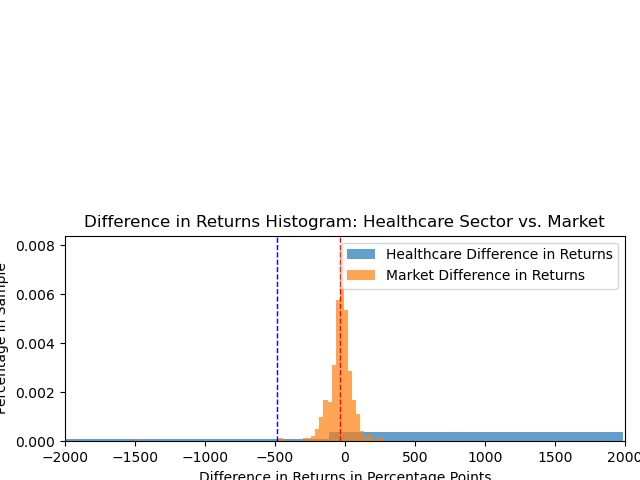 Difference in Returns Histogram: Healthcare Sector vs. Market
Percentage in Sample
0.008
0.006
0.004
0.002
0.000
Healthcare Difference in Returns
Market Difference in Returns
−2000 −1500 −1000 −500 0 500 1000 1500 2000
Difference in Returns in Percentage Points